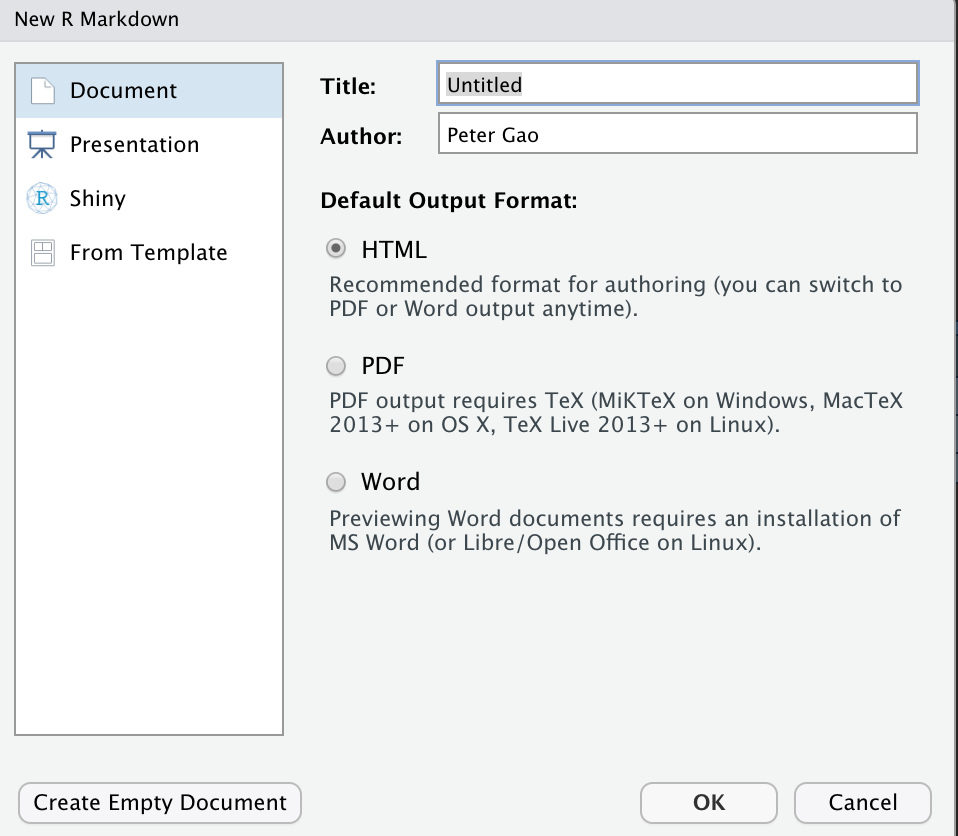 New R Markdown
Document
Presentation
R Shiny
From Template
Title: Untitled
Author: Peter Gao
Default Output Format:
HTML
Recommended format for authoring (you can switch to
PDF or Word output anytime).
PDF
PDF output requires TeX (MiKTeX on Windows, MacTeX
2013+ on OS X, TeX Live 2013+ on Linux).
Word
Previewing Word documents requires an installation of
MS Word (or Libre/Open Office on Linux).
Create Empty Document OK Cancel